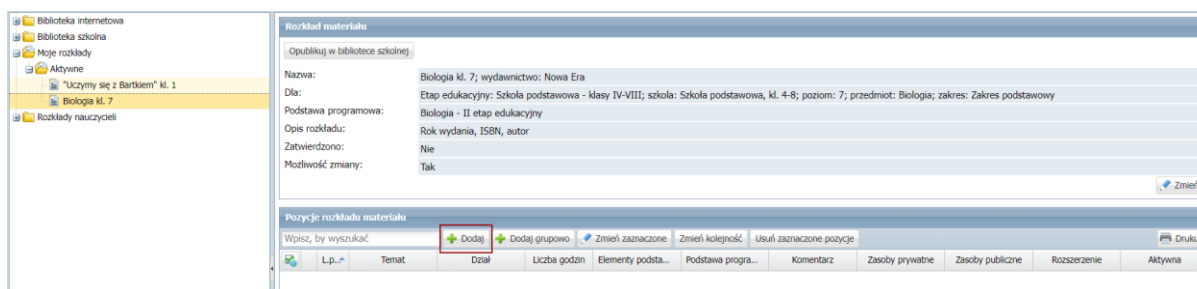 Biblioteka internetowa
Biblioteka szkolna
Moje rozkłady
Aktywne
"Uczymy się z Bartkiem" kl. 1
Biologia kl. 7
Rozkłady nauczycieli
Rozkład materiału
Opublikuj w bibliotece szkolnej
Nazwa: Biologia kl. 7; wydawnictwo: Nowa Era
Dla: Etap edukacyjny: Szkoła podstawowa - klasy IV-VIII; szkola: Szkoła podstawowa, kl. 4-8; poziom: 7; przedmiot: Biologia; zakres: Zakres podstawowy
Podstawa programowa: Biologia - II etap edukacyjny
Opis rozkładu: Rok wydania, ISBN, autor
Zatwierdzono: Nie
Możliwość zmiany: Tak
Zmień
Pozycje rozkładu materiału
Wpisz, by wyszukać Dodaj Dodaj grupowo Zmień zaznaczone Zmień kolejność Usuń zaznaczone pozycje Druku
L.p... Temat Dział Liczba godzin Elementy podsta... Podstawa progra... Komentarz Zasoby prywatne Zasoby publiczne Rozszerzenie Aktywna